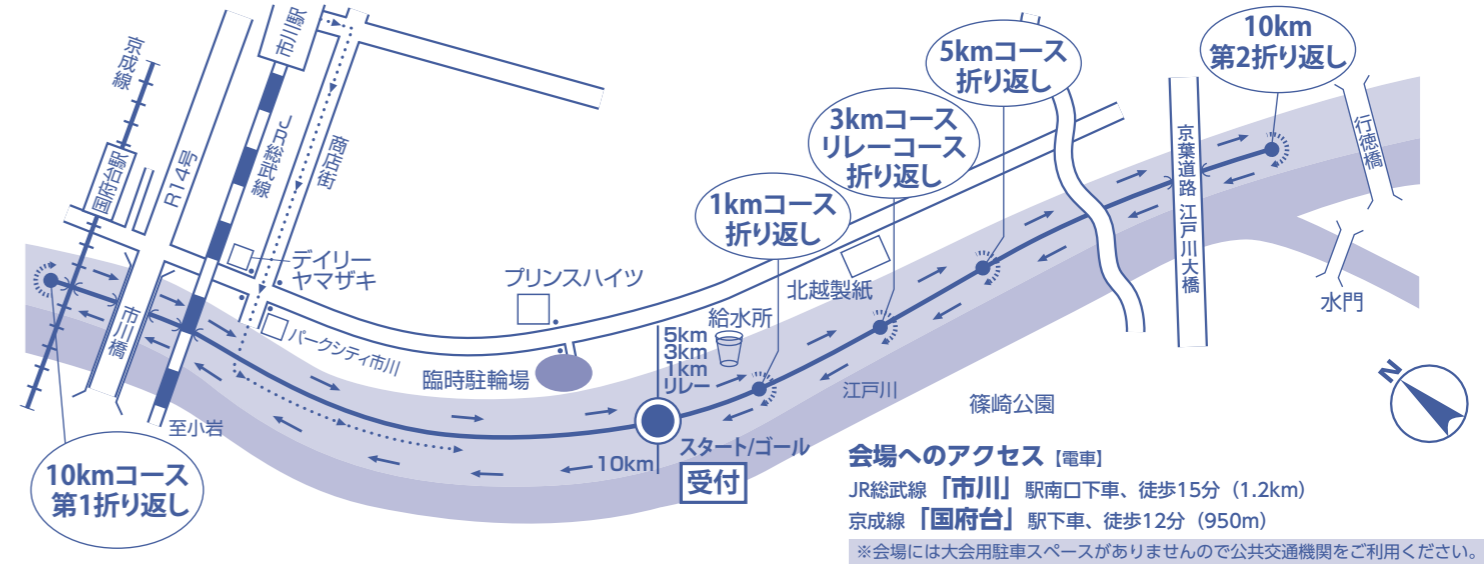 京成線
国府台駅
R14号
市川駅
JR総武線
商店街
デイリー
ヤマザキ
市川橋
パークシティ市川
至小岩
10kmコース
第1折り返し
プリンスハイツ
臨時駐輪場
5km
3km
1km
リレー
給水所
10km
スタート/ゴール
受付
1kmコース
折り返し
3kmコース
リレーコース
折り返し
5kmコース
折り返し
10km
第2折り返し
北越製紙
江戸川
篠崎公園
京葉道路 江戸川大橋
行徳橋
水門
N
会場へのアクセス【電車】
JR総武線「市川」駅南口下車、徒歩15分（1.2km）
京成線「国府台」駅下車、徒歩12分（950m）
※会場には大会用駐車スペースがありませんので公共交通機関をご利用ください。